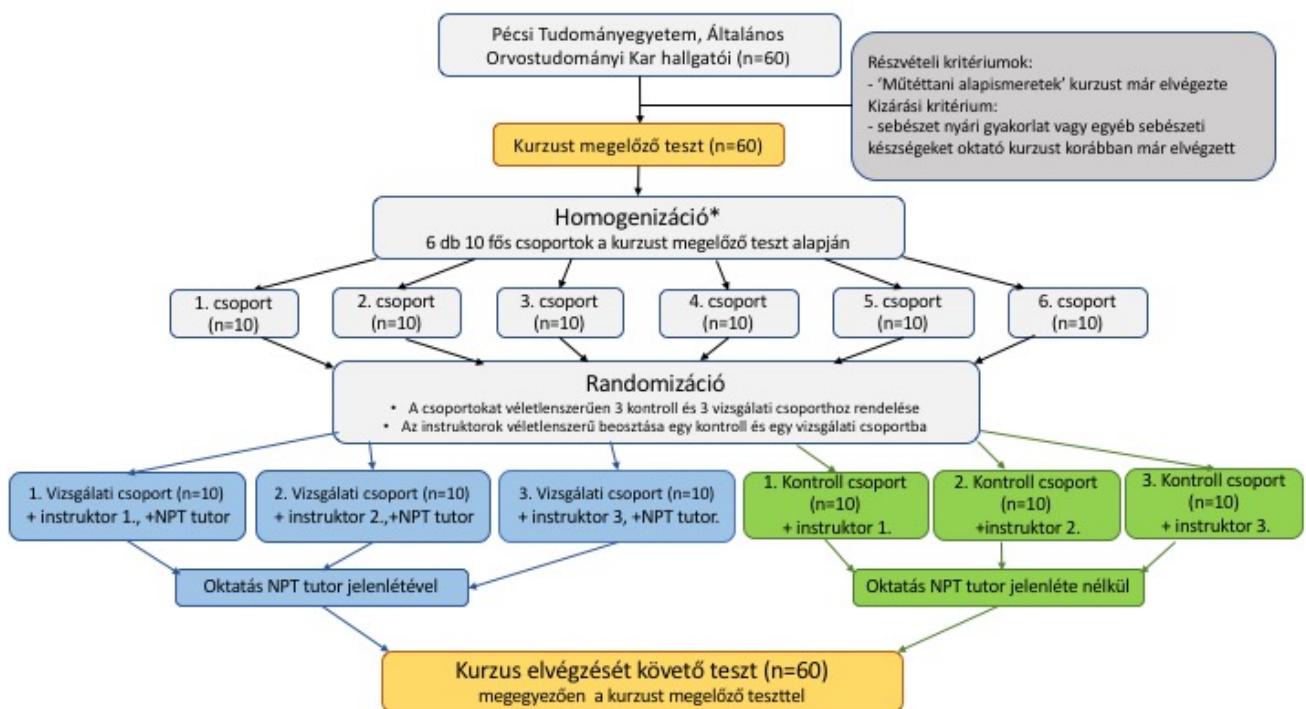 Pécsi Tudományegyetem, Általános
Orvostudományi Kar hallgatói (n=60)
Részvételi kritériumok:
- ‘Műtéttani alapismeretek’ kurzust már elvégezte
Kizárási kritérium:
- sebészet nyári gyakorlat vagy egyéb sebészeti
készségeket oktató kurzust korábban már elvégzett
Kurzust megelőző teszt (n=60)
Homogenizáció*
6 db 10 fős csoportok a kurzust megelőző teszt alapján
1. csoport
(n=10)
2. csoport
(n=10)
3. csoport
(n=10)
4. csoport
(n=10)
5. csoport
(n=10)
6. csoport
(n=10)
Randomizáció
• A csoportokat véletlenszerűen 3 kontroll és 3 vizsgálati csoporthoz rendelése
• Az instruktorok véletlenszerű beosztása egy kontroll és egy vizsgálati csoportba
1. Vizsgálati csoport (n=10)
+ instruktor 1., +NPT tutor
2. Vizsgálati csoport (n=10)
+ instruktor 2.,+NPT tutor
3. Vizsgálati csoport (n=10)
+ instruktor 3, +NPT tutor.
1. Kontroll csoport
(n=10)
+ instruktor 1.
2. Kontroll csoport
(n=10)
+instruktor 2.
3. Kontroll csoport
(n=10)
+ instruktor 3.
Oktatás NPT tutor jelenlétével
Oktatás NPT tutor jelenléte nélkül
Kurzus elvégzését követő teszt (n=60)
megegyezően a kurzust megelőző teszttel